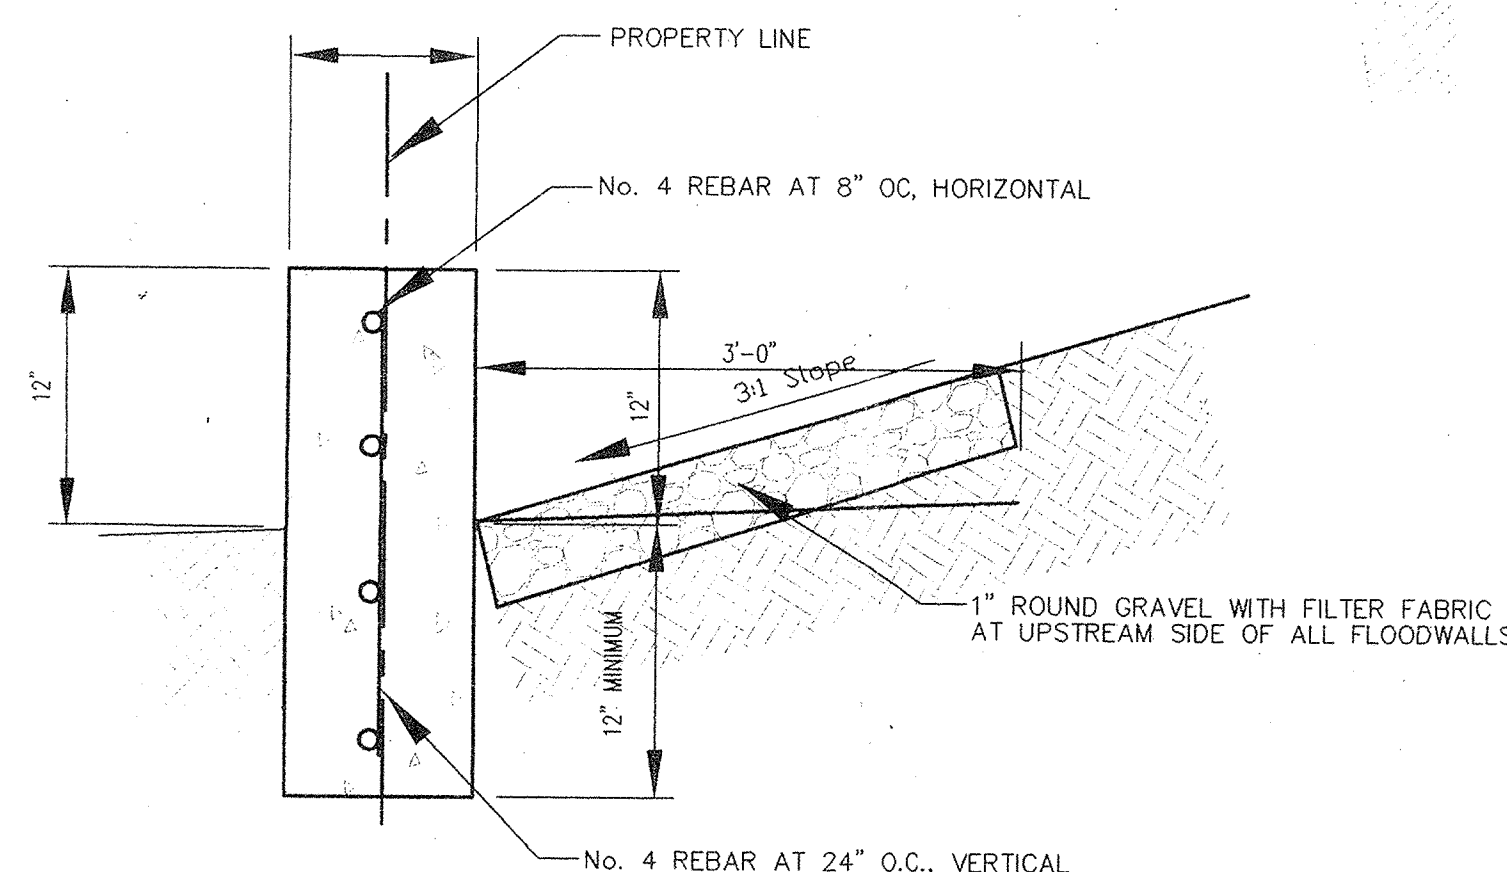 PROPERTY LINE
No. 4 REBAR AT 8" OC, HORIZONTAL
12"
3'-0"
3:1 Slope
12"
12" MINIMUM
1" ROUND GRAVEL WITH FILTER FABRIC
AT UPSTREAM SIDE OF ALL FLOODWALLS
No. 4 REBAR AT 24" O.C., VERTICAL